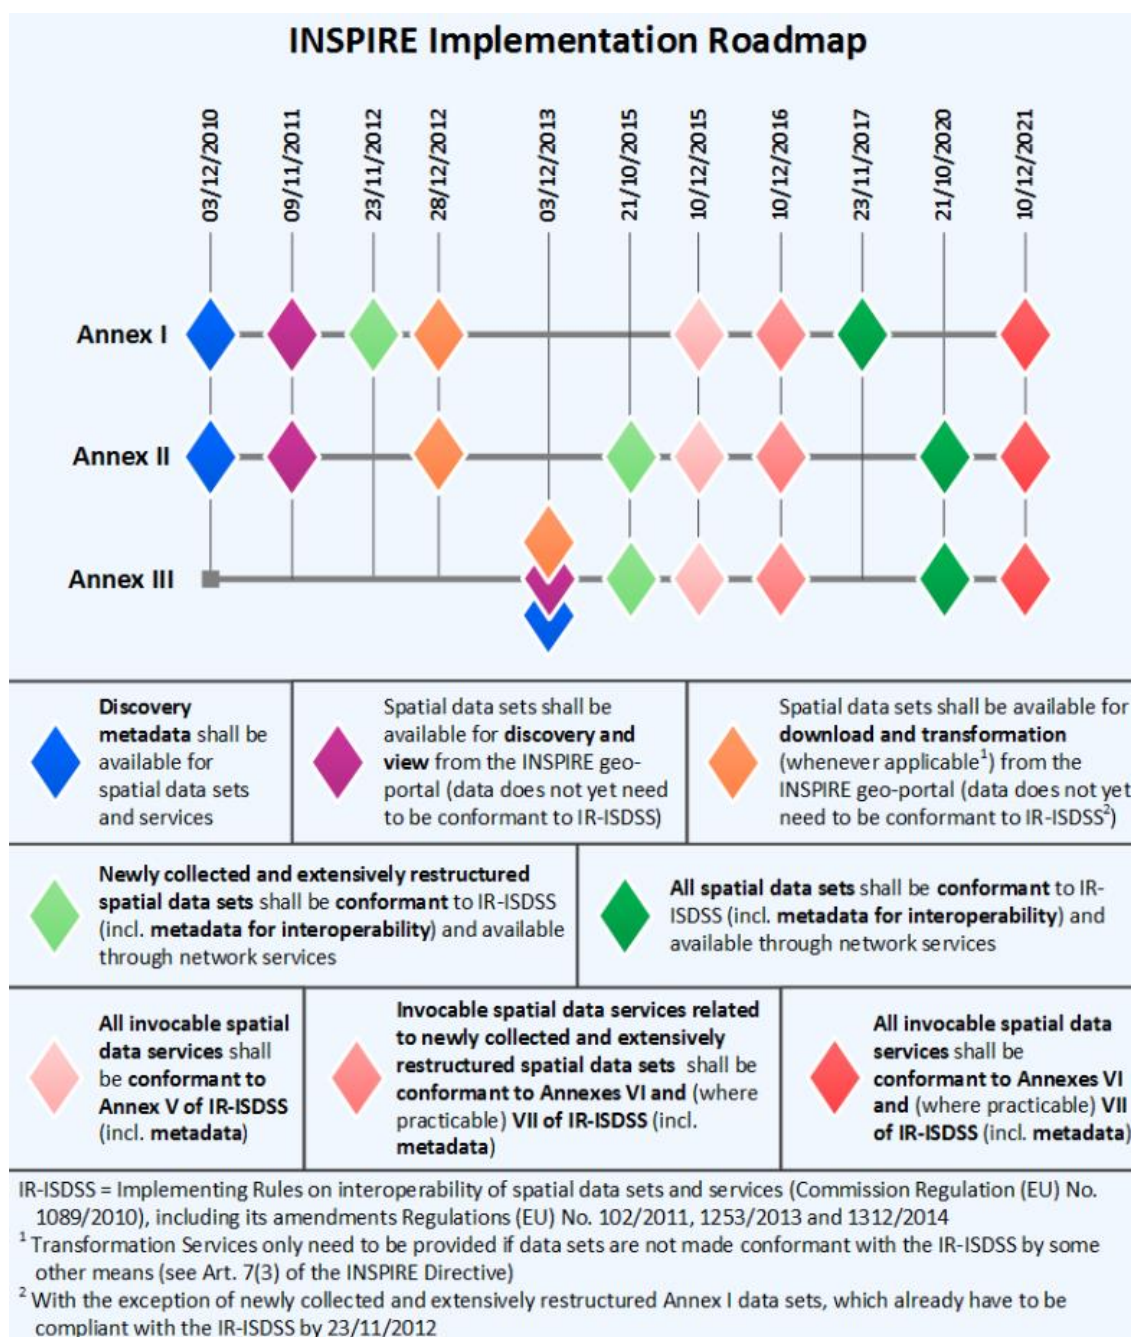 INSPIRE Implementation Roadmap
03/12/2010
09/11/2011
23/11/2012
28/12/2012
03/12/2013
21/10/2015
10/12/2015
10/12/2016
23/11/2017
21/10/2020
10/12/2021
Annex I
Annex II
Annex III
Discovery
metadata shall be
available for
spatial data sets
and services
Spatial data sets shall be
available for discovery and
view from the INSPIRE geo-
portal (data does not yet need
to be conformant to IR-ISDSS)
Spatial data sets shall be available for
download and transformation
(whenever applicable¹) from the
INSPIRE geo-portal (data does not yet
need to be conformant to IR-ISDSS²)
Newly collected and extensively restructured
spatial data sets shall be conformant to IR-ISDSS
(incl. metadata for interoperability) and available
through network services
All spatial data sets shall be conformant to IR-
ISDSS (incl. metadata for interoperability) and
available through network services
All invocable spatial
data services shall
be conformant to
Annex V of IR-ISDSS
(incl. metadata)
Invocable spatial data services related
to newly collected and extensively
restructured spatial data sets shall be
conformant to Annexes VI and (where
practicable) VII of IR-ISDSS (incl.
metadata)
All invocable spatial data
services shall be
conformant to Annexes VI
and (where practicable) VII
of IR-ISDSS (incl. metadata)
IR-ISDSS = Implementing Rules on interoperability of spatial data sets and services (Commission Regulation (EU) No.
1089/2010), including its amendments Regulations (EU) No. 102/2011, 1253/2013 and 1312/2014
¹ Transformation Services only need to be provided if data sets are not made conformant with the IR-ISDSS by some
other means (see Art. 7(3) of the INSPIRE Directive)
² With the exception of newly collected and extensively restructured Annex I data sets, which already have to be
compliant with the IR-ISDSS by 23/11/2012